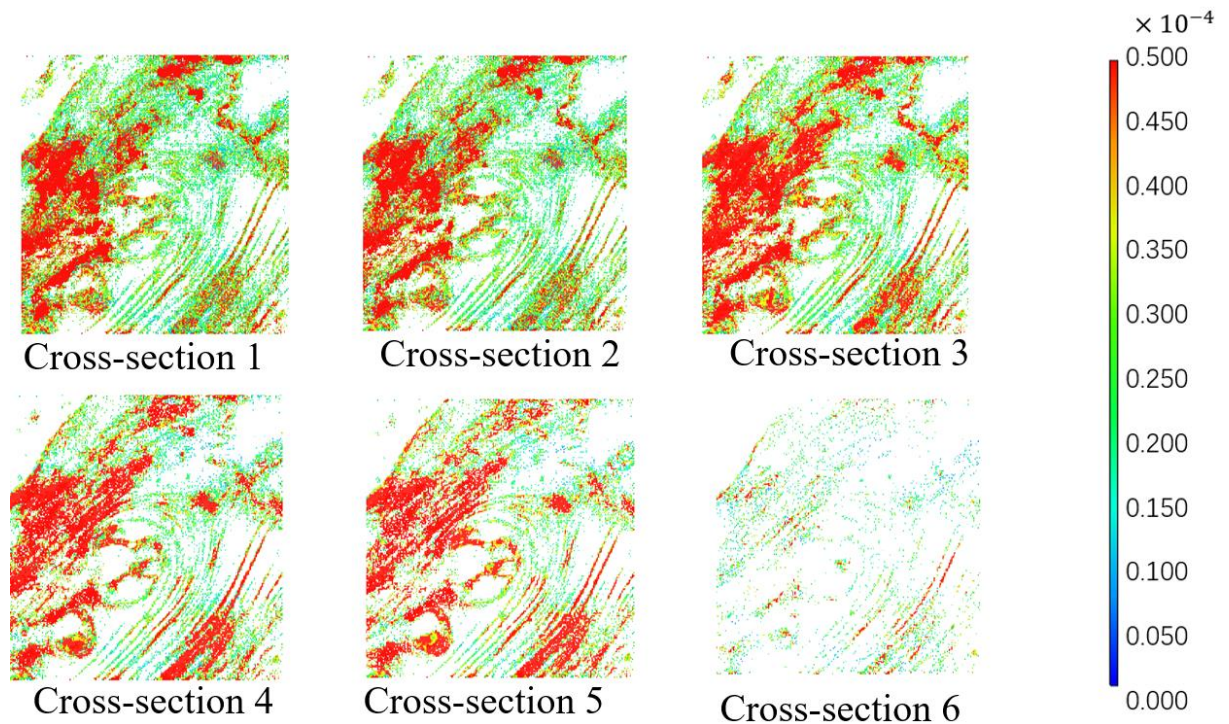 × 10⁻⁴
0.500
0.450
0.400
0.350
0.300
0.250
0.200
0.150
0.100
0.050
0.000
Cross-section 1
Cross-section 2
Cross-section 3
Cross-section 4
Cross-section 5
Cross-section 6